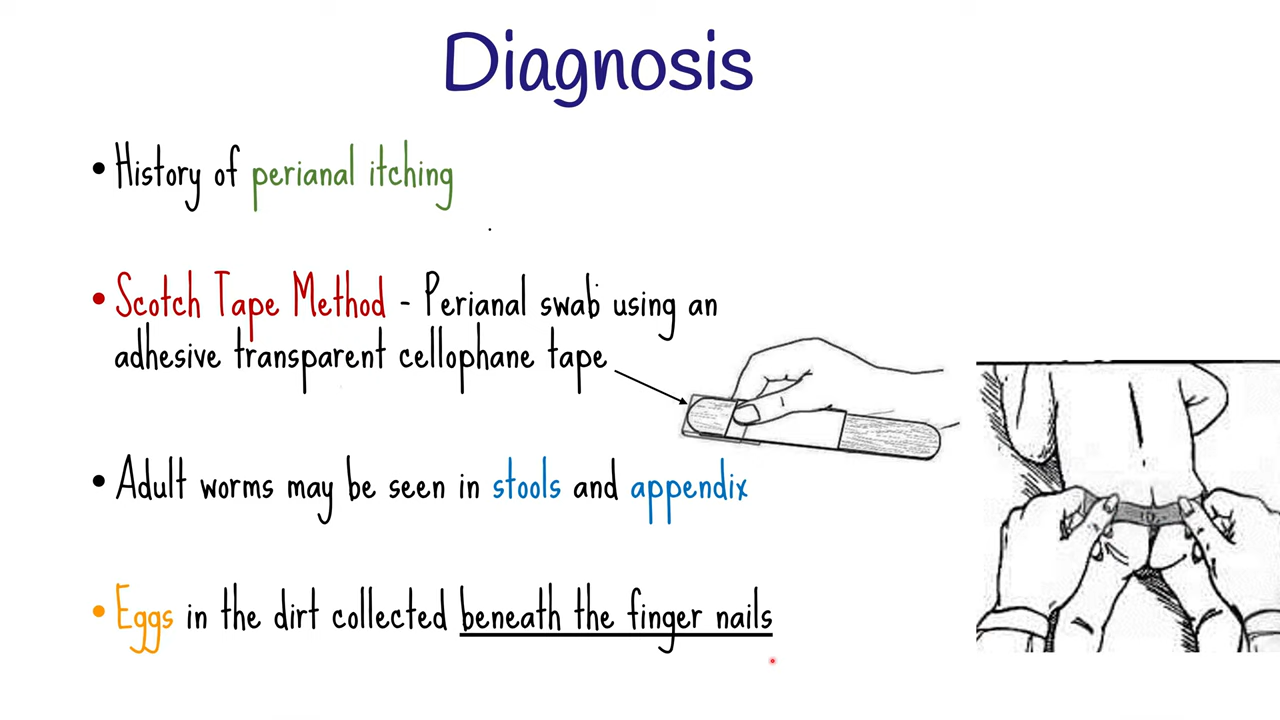 Diagnosis
• History of perianal itching
• Scotch Tape Method - Perianal swab using an
adhesive transparent cellophane tape
• Adult worms may be seen in stools and appendix
• Eggs in the dirt collected beneath the finger nails